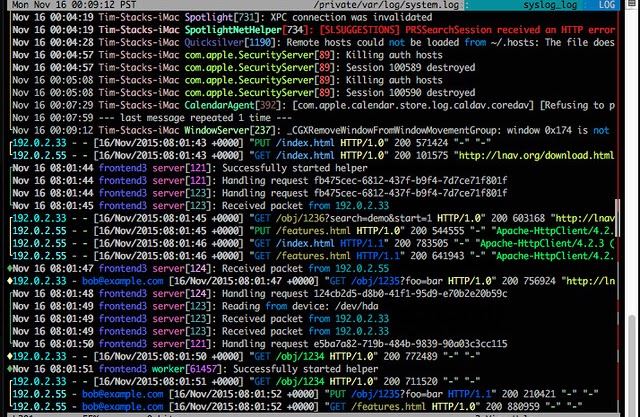 Mon Nov 16 00:09:12 PST /private/var/log/system.log: syslog_log: LOG
Nov 16 00:04:19 Tim-Stacks-iMac Spotlight[731]: XPC connection was invalidated
Nov 16 00:04:19 Tim-Stacks-iMac SpotlightNetHelper[734]: [SLSUGGESTIONS] PRSSearchSession received an HTTP error
Nov 16 00:04:28 Tim-Stacks-iMac Quicksilver[1190]: Remote hosts could not be loaded from ~/.hosts: The file does
Nov 16 00:04:57 Tim-Stacks-iMac com.apple.SecurityServer[89]: Killing auth hosts
Nov 16 00:04:57 Tim-Stacks-iMac com.apple.SecurityServer[89]: Session 100589 destroyed
Nov 16 00:05:08 Tim-Stacks-iMac com.apple.SecurityServer[89]: Killing auth hosts
Nov 16 00:05:08 Tim-Stacks-iMac com.apple.SecurityServer[89]: Session 100590 destroyed
Nov 16 00:07:29 Tim-Stacks-iMac CalendarAgent[392]: [com.apple.calendar.store.log.caldav.coredav] [Refusing to p
Nov 16 00:07:59 --- last message repeated 1 time ---
Nov 16 00:09:12 Tim-Stacks-iMac WindowServer[237]: _CGXRemoveWindowFromWindowMovementGroup: window 0x174 is not
192.0.2.33 - - [16/Nov/2015:08:01:43 +0000] "PUT /index.html HTTP/1.0" 200 571424 "-" "-"
192.0.2.55 - - [16/Nov/2015:08:01:43 +0000] "GET /index.html HTTP/1.0" 200 101575 "http://lnav.org/download.html
Nov 16 08:01:44 frontend3 server[121]: Successfully started helper
Nov 16 08:01:44 frontend3 server[121]: Handling request fb475cec-6812-437f-b9f4-7d7ce71f801f
Nov 16 08:01:44 frontend3 server[124]: Handling request fb475cec-6812-437f-b9f4-7d7ce71f801f
Nov 16 08:01:45 frontend3 server[123]: Received packet from 192.0.2.55
192.0.2.33 - - [16/Nov/2015:08:01:45 +0000] "GET /obj/1236?search=demo&start=1 HTTP/1.0" 200 603168 "http://lnav
192.0.2.55 - - [16/Nov/2015:08:01:45 +0000] "PUT /features.html HTTP/1.0" 200 544555 "-" "Apache-HttpClient/4.2.
192.0.2.55 - - [16/Nov/2015:08:01:46 +0000] "GET /index.html HTTP/1.1" 200 783505 "-" "Apache-HttpClient/4.2.3 (
192.0.2.55 - - [16/Nov/2015:08:01:46 +0000] "GET /features.html HTTP/1.1" 200 641943 "-" "Apache-HttpClient/4.2.
Nov 16 08:01:47 frontend3 server[124]: Received packet from 192.0.2.55
192.0.2.33 - bob@example.com [16/Nov/2015:08:01:47 +0000] "GET /obj/1235?foo=bar HTTP/1.0" 200 756924 "http://ln
Nov 16 08:01:48 frontend3 server[124]: Handling request 124cb2d5-d8b0-41f1-95d9-e70b2e20b59c
Nov 16 08:01:49 frontend3 server[123]: Reading from device: /dev/hda
Nov 16 08:01:49 frontend3 server[123]: Received packet from 192.0.2.33
Nov 16 08:01:49 frontend3 server[123]: Received packet from 192.0.2.33
Nov 16 08:01:50 frontend3 server[121]: Handling request e5ba7a82-719b-484b-9839-90a03c3cc115
192.0.2.33 - - [16/Nov/2015:08:01:50 +0000] "GET /obj/1234 HTTP/1.0" 200 772489 "-" "-"
Nov 16 08:01:51 frontend3 worker[61457]: Successfully started helper
192.0.2.55 - - [16/Nov/2015:08:01:51 +0000] "GET /obj/1234 HTTP/1.0" 200 711520 "-" "-"
192.0.2.55 - bob@example.com [16/Nov/2015:08:01:52 +0000] "PUT /obj/1235?foo=bar HTTP/1.1" 200 210421 "-" "-"
192.0.2.33 - bob@example.com [16/Nov/2015:08:01:52 +0000] "GET /features.html HTTP/1.0" 200 880959 "-" "-"